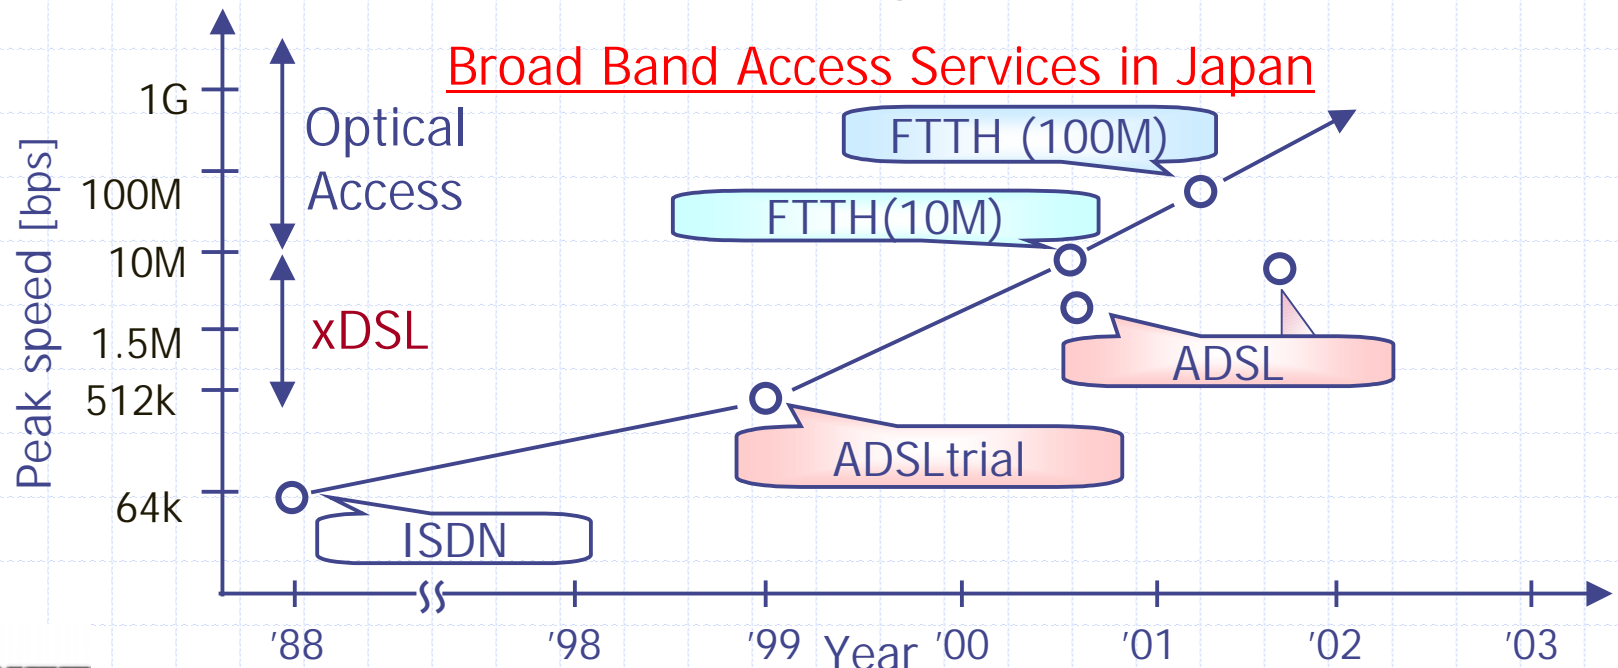 Broad Band Access Services in Japan
Peak speed [bps]
1G
100M
10M
1.5M
512k
64k
Optical
Access
xDSL
FTTH (100M)
FTTH(10M)
ADSL
ADSLtrial
ISDN
'88
'98
'99
Year
'00
'01
'02
'03